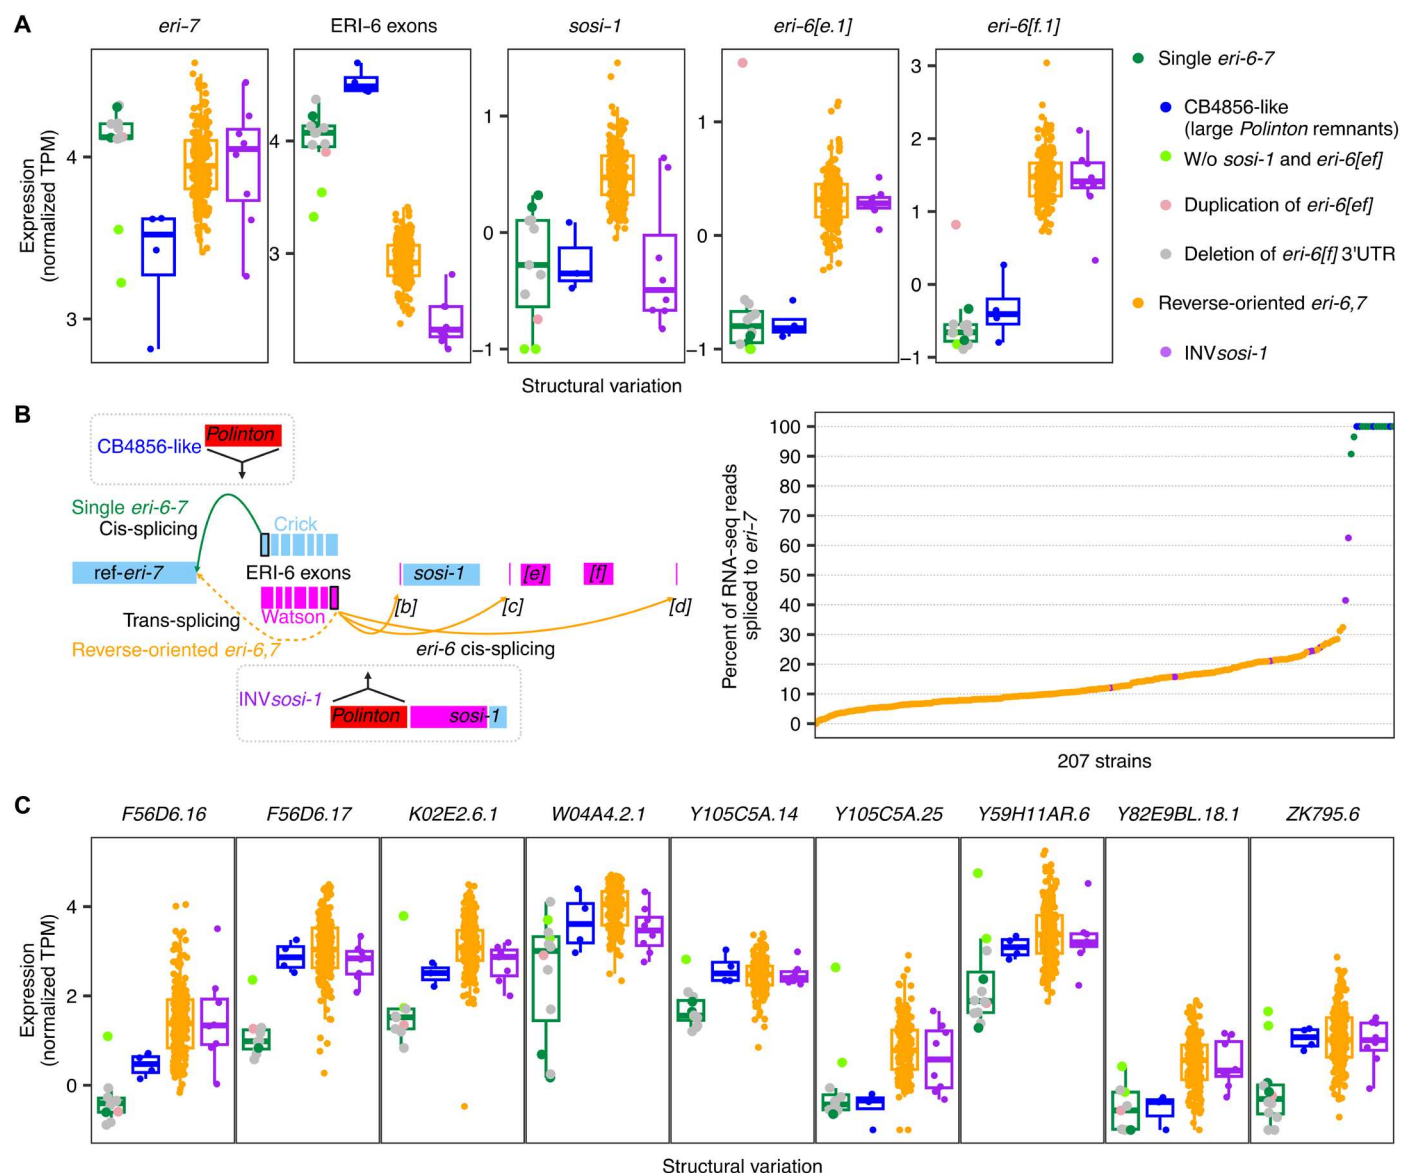 A
eri-7
ERI-6 exons
sosi-1
eri-6[e.1]
eri-6[f.1]
Expression
(normalized TPM)
4
3
4
3
1
0
−1
1
0
−1
3
2
1
0
−1
Structural variation
Single eri-6-7
CB4856-like
(large Polinton remnants)
W/o sosi-1 and eri-6[ef]
Duplication of eri-6[ef]
Deletion of eri-6[f] 3'UTR
Reverse-oriented eri-6,7
INVsosi-1
B
CB4856-like
Polinton
Single eri-6-7
Cis-splicing
Crick
ref-eri-7
ERI-6 exons
sosi-1
[e]
[f]
Watson
[b]
[c]
[d]
Trans-splicing
Reverse-oriented eri-6,7
eri-6 cis-splicing
INVsosi-1
Polinton
sosi-1
Percent of RNA−seq reads
spliced to eri-7
100
90
80
70
60
50
40
30
20
10
0
207 strains
C
F56D6.16
F56D6.17
K02E2.6.1
W04A4.2.1
Y105C5A.14
Y105C5A.25
Y59H11AR.6
Y82E9BL.18.1
ZK795.6
Expression
(normalized TPM)
4
2
0
Structural variation